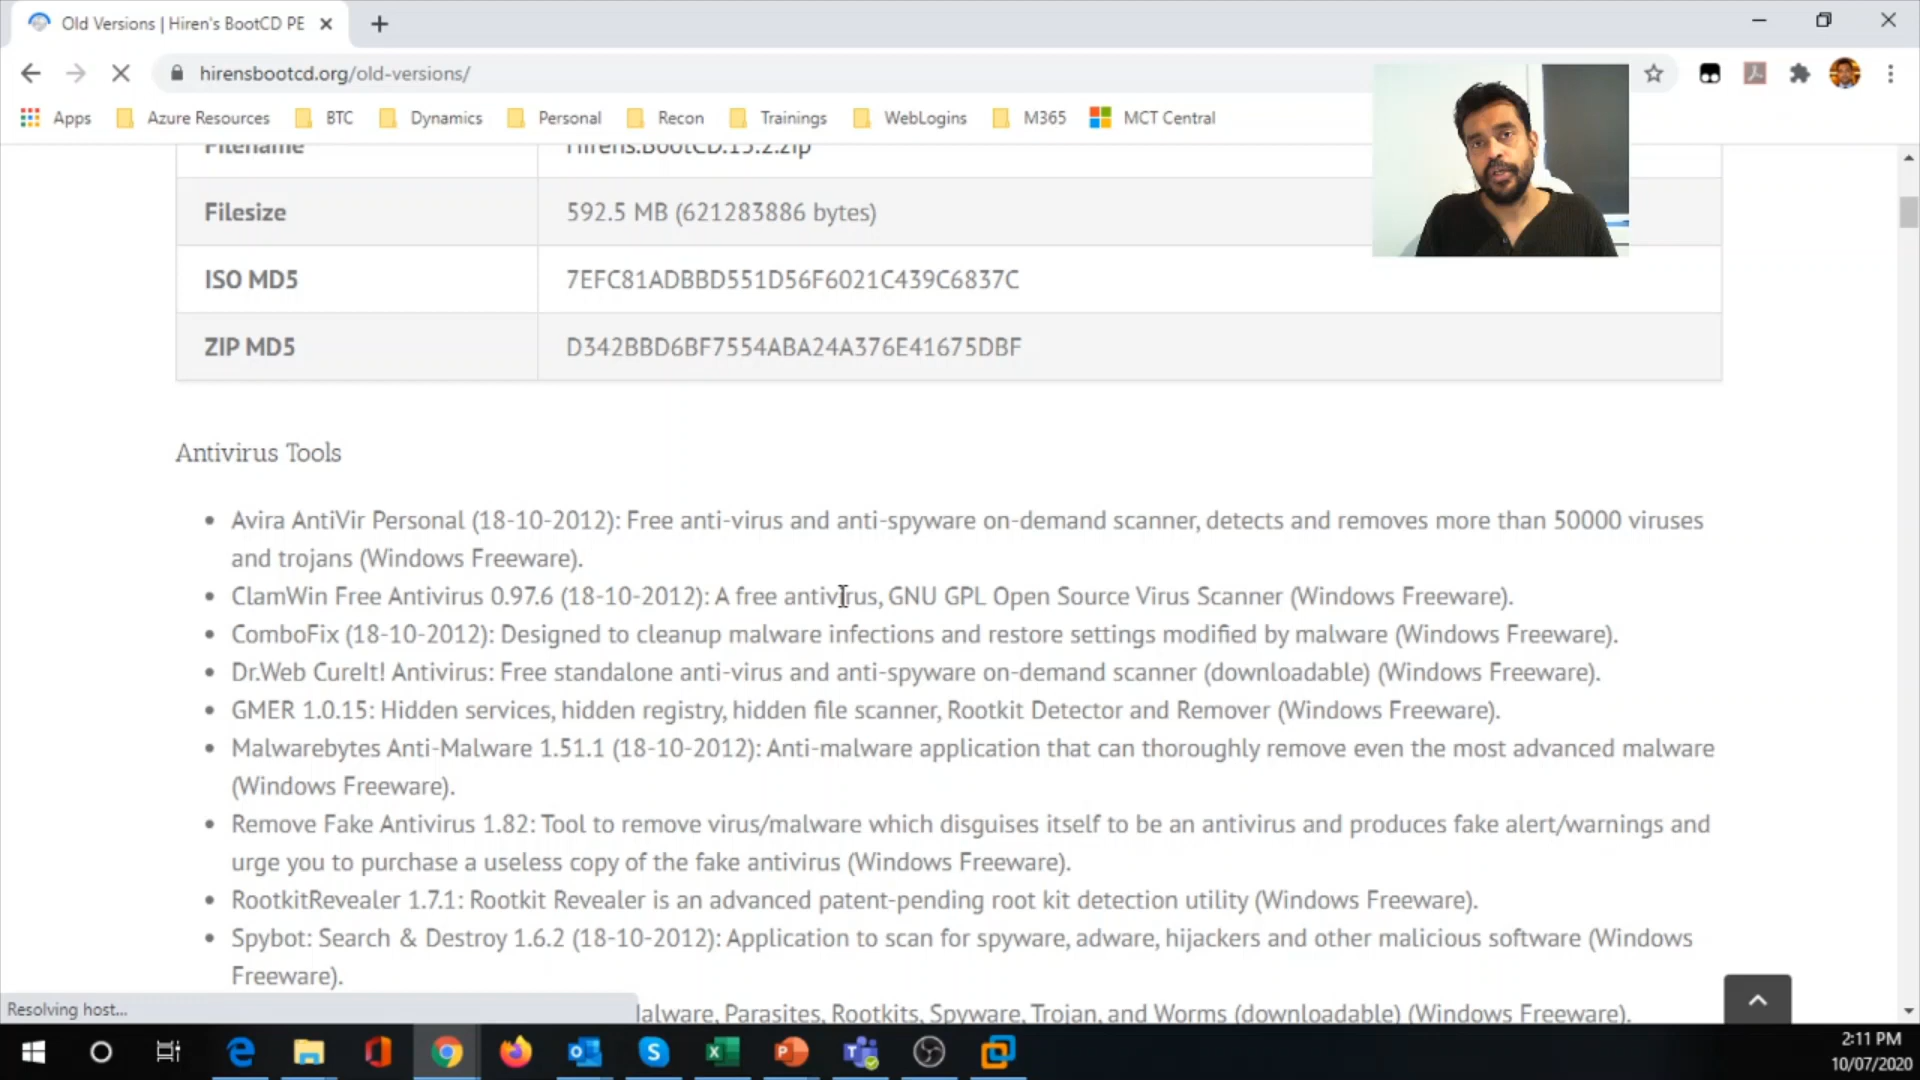 Old Versions | Hiren's BootCD PE
hirensbootcd.org/old-versions/
Apps Azure Resources BTC Dynamics Personal Recon Trainings WebLogins M365 MCT Central
Filename Hirens.BootCD.15.2.zip
Filesize 592.5 MB (621283886 bytes)
ISO MD5 7EFC81ADBBD551D56F6021C439C6837C
ZIP MD5 D342BBD6BF7554ABA24A376E41675DBF
Antivirus Tools
• Avira AntiVir Personal (18-10-2012): Free anti-virus and anti-spyware on-demand scanner, detects and removes more than 50000 viruses
and trojans (Windows Freeware).
• ClamWin Free Antivirus 0.97.6 (18-10-2012): A free antivirus, GNU GPL Open Source Virus Scanner (Windows Freeware).
• ComboFix (18-10-2012): Designed to cleanup malware infections and restore settings modified by malware (Windows Freeware).
• Dr.Web CureIt! Antivirus: Free standalone anti-virus and anti-spyware on-demand scanner (downloadable) (Windows Freeware).
• GMER 1.0.15: Hidden services, hidden registry, hidden file scanner, Rootkit Detector and Remover (Windows Freeware).
• Malwarebytes Anti-Malware 1.51.1 (18-10-2012): Anti-malware application that can thoroughly remove even the most advanced malware
(Windows Freeware).
• Remove Fake Antivirus 1.82: Tool to remove virus/malware which disguises itself to be an antivirus and produces fake alert/warnings and
urge you to purchase a useless copy of the fake antivirus (Windows Freeware).
• RootkitRevealer 1.7.1: Rootkit Revealer is an advanced patent-pending root kit detection utility (Windows Freeware).
• Spybot: Search & Destroy 1.6.2 (18-10-2012): Application to scan for spyware, adware, hijackers and other malicious software (Windows
Freeware).
Resolving host... Malware, Parasites, Rootkits, Spyware, Trojan, and Worms (downloadable) (Windows Freeware).
2:11 PM
10/07/2020